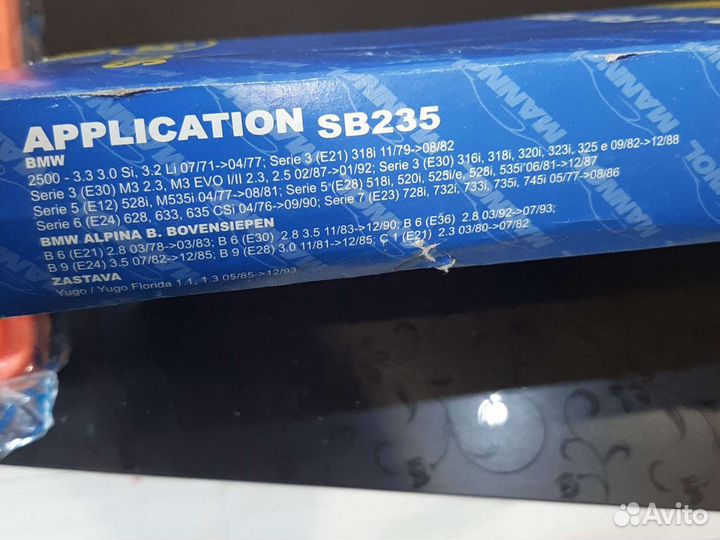 APPLICATION SB235
BMW
2500 - 3.3 3.0 Si, 3.2 Li 07/71->04/77; Serie 3 (E21) 318i 11/79->08/82
Serie 3 (E30) M3 2.3, M3 EVO I/II 2.3, 2.5 02/87->01/92; Serie 3 (E30) 316i, 318i, 320i, 323i, 325 e 09/82->12/88
Serie 5 (E12) 528i, M535i 04/77->08/81; Serie 5 (E28) 518i, 520i, 525i/e, 528i, 535i 06/81->12/87
Serie 6 (E24) 628, 633, 635 CSi 04/76->09/90; Serie 7 (E23) 728i, 732i, 733i, 735i, 745i 05/77->08/86
BMW ALPINA B. BOVENSIEPEN
B 6 (E21) 2.8 03/78->03/83; B 6 (E30) 2.8 3.5 11/83->12/90; B 6 (E36) 2.8 03/92->07/93;
B 9 (E24) 3.5 07/82->12/85; B 9 (E28) 3.0 11/81->12/85; C 1 (E21) 2.3 03/80->07/82
ZASTAVA
Yugo / Yugo Florida 1.1, 1.3 05/85->12/93
MANNOL
MANNOL
MANNOL
Avito